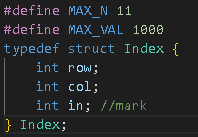 #define MAX_N 11
#define MAX_VAL 1000
typedef struct Index {
    int row;
    int col;
    int in; //mark
} Index;